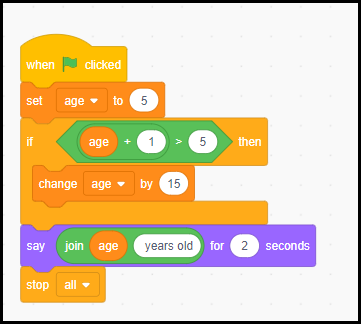 when clicked
set age to 5
if age + 1 > 5 then
change age by 15
say join age years old for 2 seconds
stop all